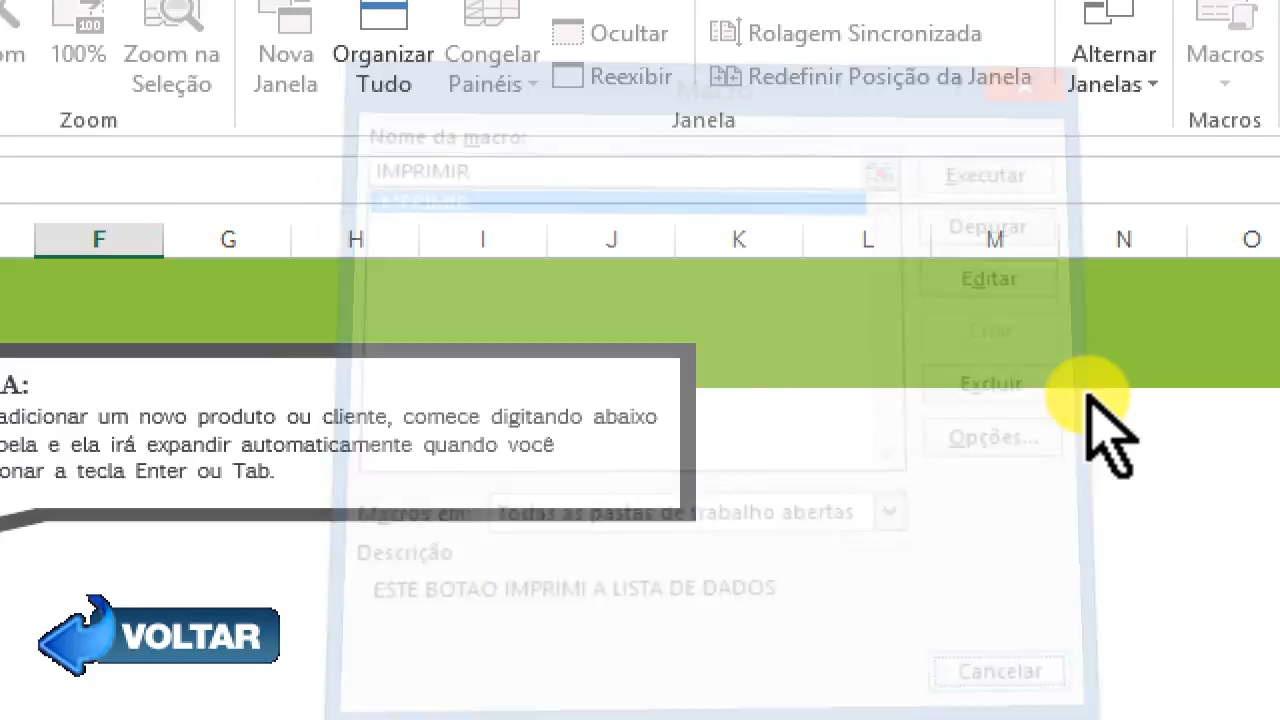 om 100% Zoom na Seleção
Nova Janela
Organizar Tudo
Congelar Painéis
Ocultar
Reexibir
Rolagem Sincronizada
Redefinir Posição da Janela
Alternar Janelas
Macros
Zoom Janela Macros
Macro
Nome da macro:
IMPRIMIR
IMPRIMIR
Executar
Depurar
Editar
Criar
Excluir
Opções...
F G H I J K L M N O
A:
adicionar um novo produto ou cliente, comece digitando abaixo
bela e ela irá expandir automaticamente quando você
onar a tecla Enter ou Tab.
Macros em: Todas as pastas de trabalho abertas
Descrição
ESTE BOTAO IMPRIMI A LISTA DE DADOS
Cancelar
VOLTAR